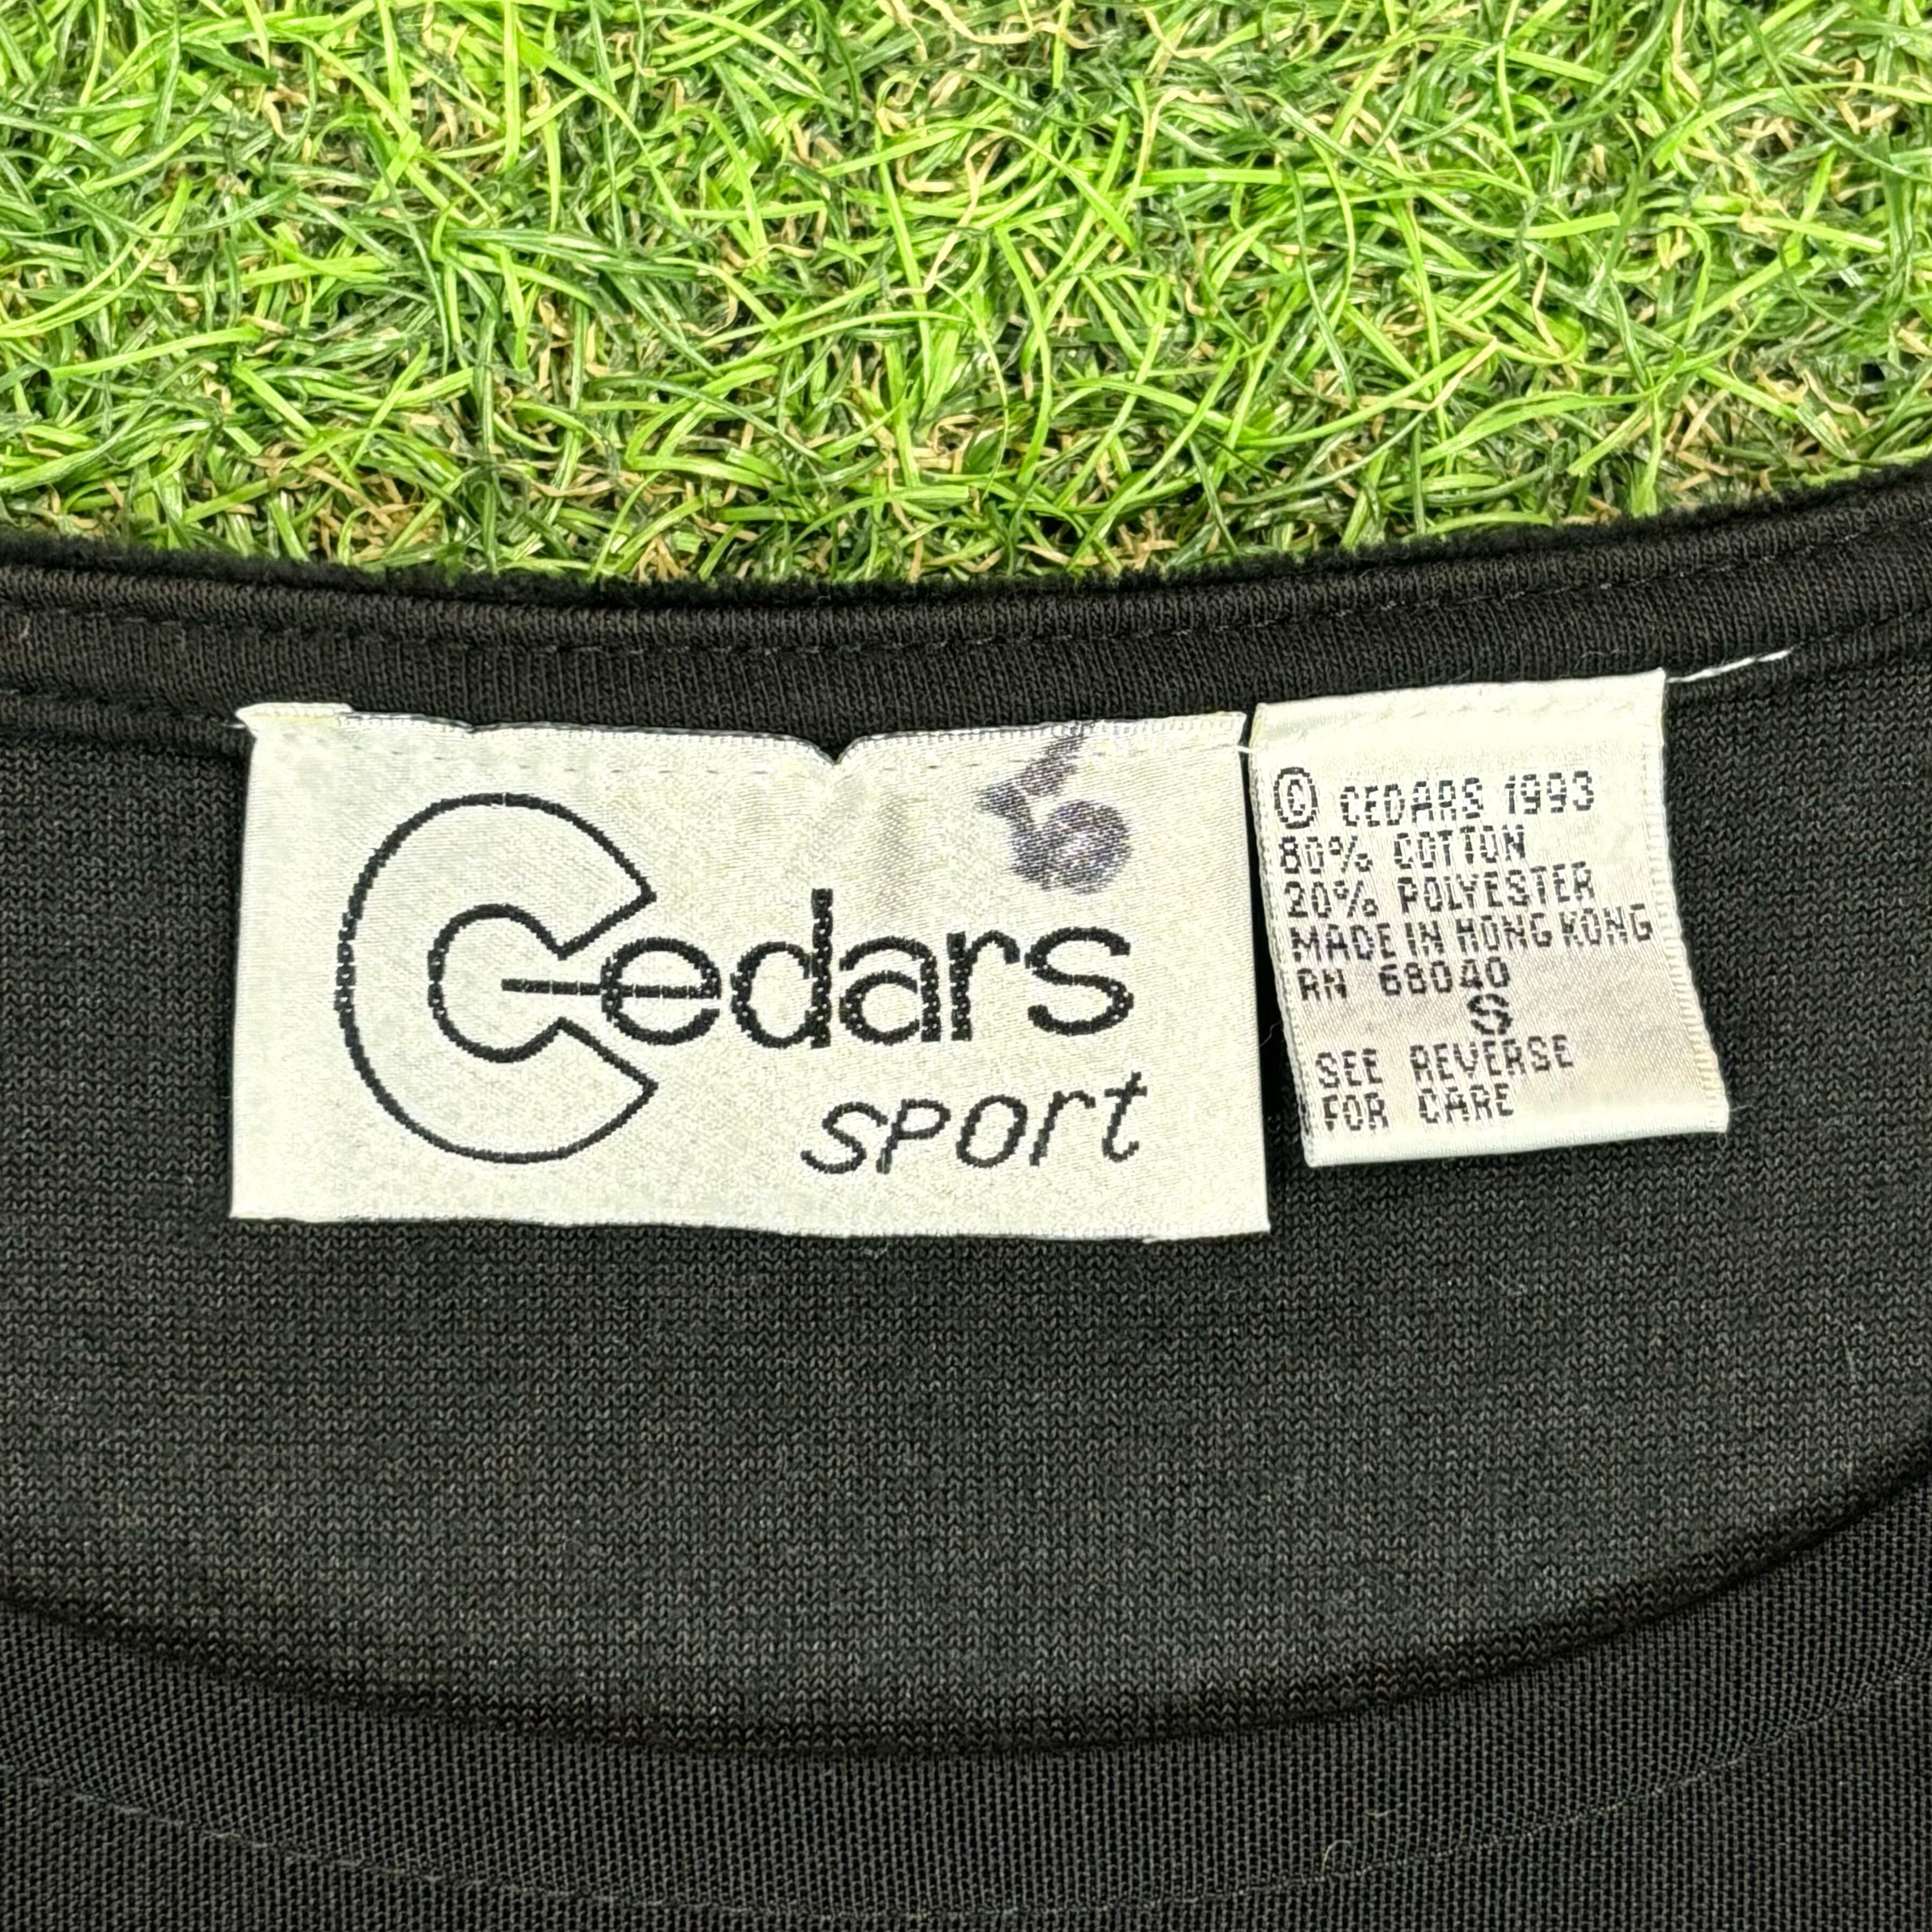 Cedars
sport
© CEDARS 1993
80% COTTON
20% POLYESTER
MADE IN HONG KONG
RN 68040
S
SEE REVERSE
FOR CARE